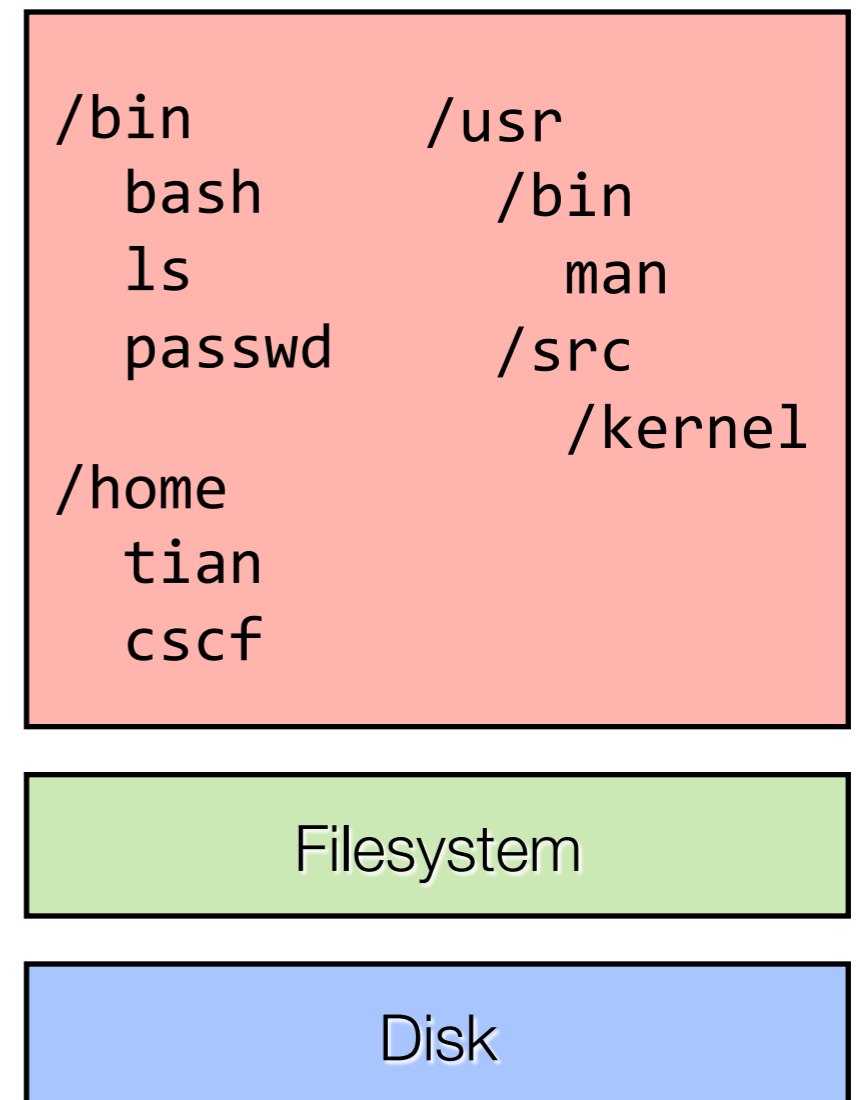 /bin
bash
ls
passwd
/home
tian
cscf
/usr
/bin
man
/src
/kernel
Filesystem
Disk